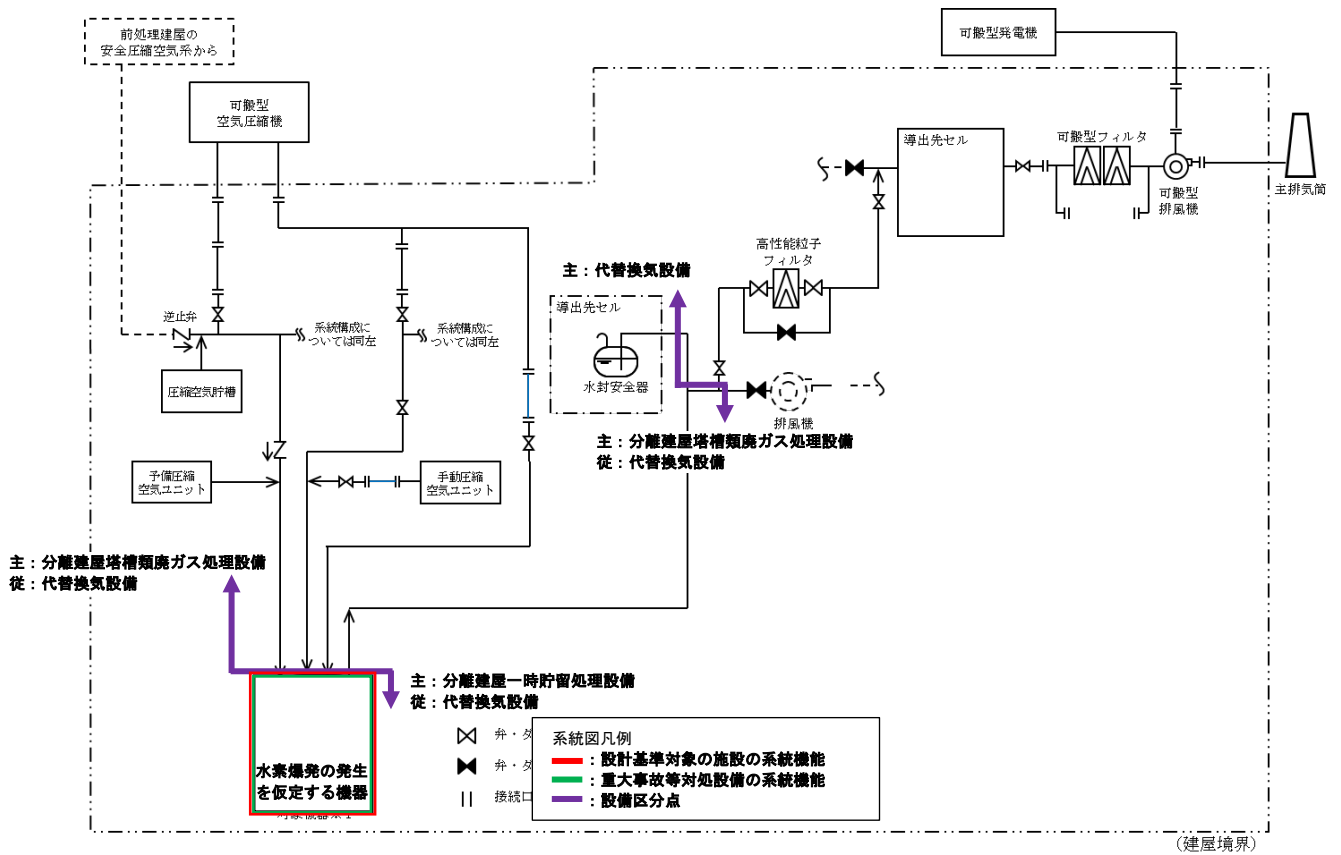 前処理建屋の
安全圧縮空気系から
可搬型発電機
可搬型
空気圧縮機
導出先セル
可搬型フィルタ
主排気筒
可搬型
排風機
高性能粒子
フィルタ
主：代替換気設備
導出先セル
逆止弁
系統構成に
ついては同左
系統構成に
ついては同左
水封安全器
圧縮空気貯槽
排風機
主：分離建屋塔槽類廃ガス処理設備
従：代替換気設備
予備圧縮
空気ユニット
手動圧縮
空気ユニット
主：分離建屋塔槽類廃ガス処理設備
従：代替換気設備
主：分離建屋一時貯留処理設備
従：代替換気設備
弁・ダ
弁・ダ
接続口
系統図凡例
：設計基準対象の施設の系統機能
：重大事故等対処設備の系統機能
：設備区分点
水素爆発の発生
を仮定する機器
（建屋境界）